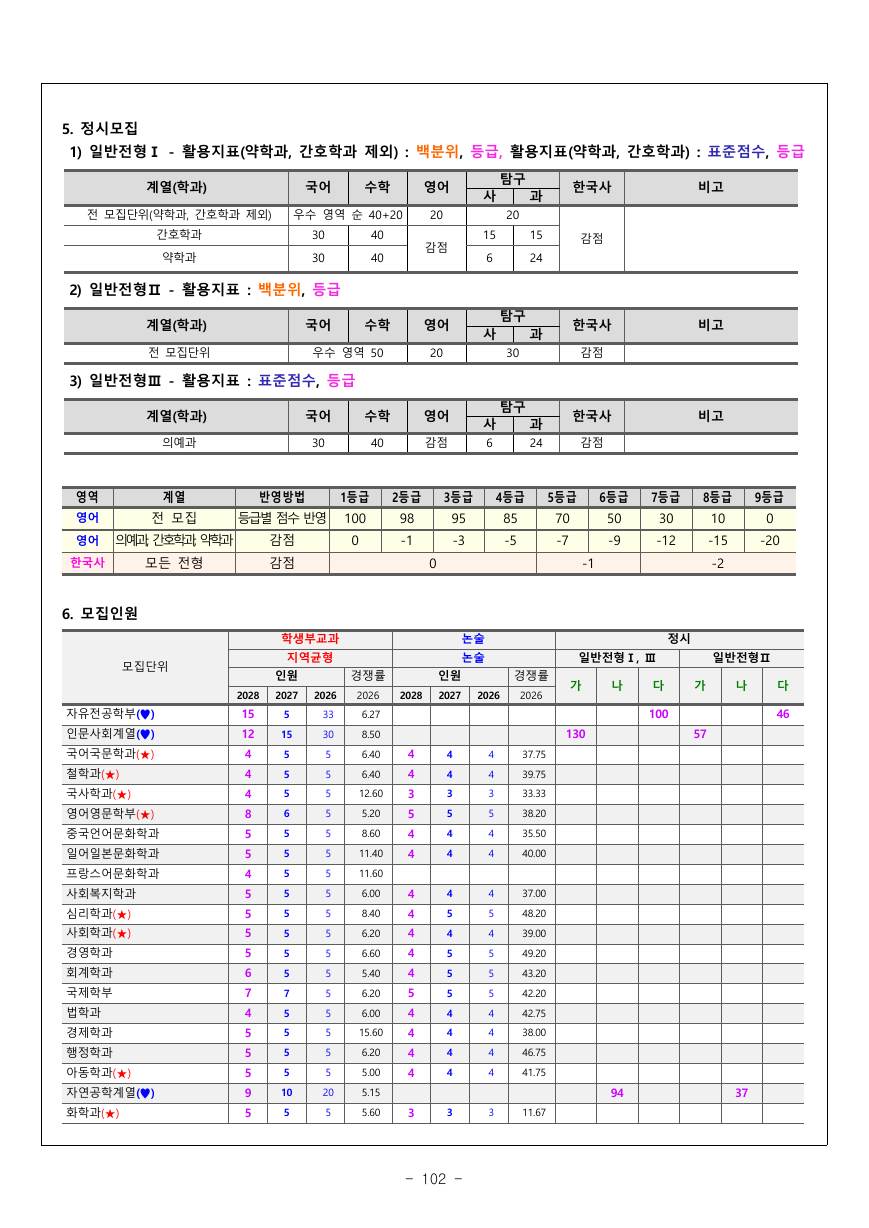 5. 정시모집
1) 일반전형Ⅰ - 활용지표(약학과, 간호학과 제외) : 백분위, 등급, 활용지표(약학과, 간호학과) : 표준점수, 등급
계열(학과) 국어 수학 영어 탐구 한국사 비고
사 과
전 모집단위(약학과, 간호학과 제외) 우수 영역 순 40+20 20 20 감점
간호학과 30 40 감점 15 15
약학과 30 40 6 24
2) 일반전형Ⅱ - 활용지표 : 백분위, 등급
계열(학과) 국어 수학 영어 탐구 한국사 비고
사 과
전 모집단위 우수 영역 50 20 30 감점
3) 일반전형Ⅲ - 활용지표 : 표준점수, 등급
계열(학과) 국어 수학 영어 탐구 한국사 비고
사 과
의예과 30 40 감점 6 24 감점
영역 계열 반영방법 1등급 2등급 3등급 4등급 5등급 6등급 7등급 8등급 9등급
영어 전 모집 등급별 점수 반영 100 98 95 85 70 50 30 10 0
영어 의예과, 간호학과, 약학과 감점 0 -1 -3 -5 -7 -9 -12 -15 -20
한국사 모든 전형 감점 0 -1 -2
6. 모집인원
모집단위 학생부교과 논술 정시
지역균형 논술 일반전형Ⅰ, Ⅲ 일반전형Ⅱ
인원 경쟁률 인원 경쟁률 가 나 다 가 나 다
2028 2027 2026 2026 2028 2027 2026 2026
자유전공학부(♥) 15 5 33 6.27 100 46
인문사회계열(♥) 12 15 30 8.50 130 57
국어국문학과(★) 4 5 5 6.40 4 4 4 37.75
철학과(★) 4 5 5 6.40 4 4 4 39.75
국사학과(★) 4 5 5 12.60 3 3 3 33.33
영어영문학부(★) 8 6 5 5.20 5 5 5 38.20
중국언어문화학과 5 5 5 8.60 4 4 4 35.50
일어일본문화학과 5 5 5 11.40 4 4 4 40.00
프랑스어문화학과 4 5 5 11.60
사회복지학과 5 5 5 6.00 4 4 4 37.00
심리학과(★) 5 5 5 8.40 4 5 5 48.20
사회학과(★) 5 5 5 6.20 4 4 4 39.00
경영학과 5 5 5 6.60 4 5 5 49.20
회계학과 6 5 5 5.40 4 5 5 43.20
국제학부 7 7 5 6.20 5 5 5 42.20
법학과 4 5 5 6.00 4 4 4 42.75
경제학과 5 5 5 15.60 4 4 4 38.00
행정학과 5 5 5 6.20 4 4 4 46.75
아동학과(★) 5 5 5 5.00 4 4 4 41.75
자연공학계열(♥) 9 10 20 5.15 94 37
화학과(★) 5 5 5 5.60 3 3 3 11.67
- 102 -